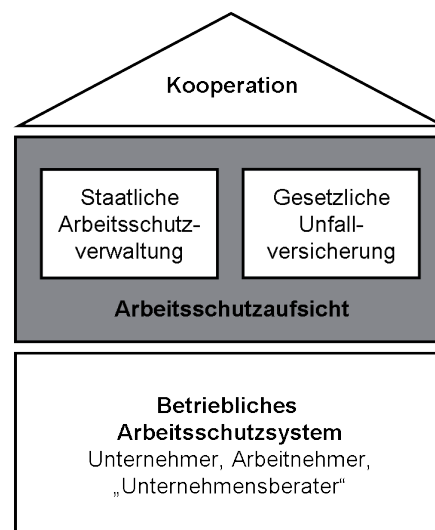 Kooperation
Staatliche
Arbeitsschutz-
verwaltung
Gesetzliche
Unfall-
versicherung
Arbeitsschutzaufsicht
Betriebliches
Arbeitsschutzsystem
Unternehmer, Arbeitnehmer,
„Unternehmensberater“